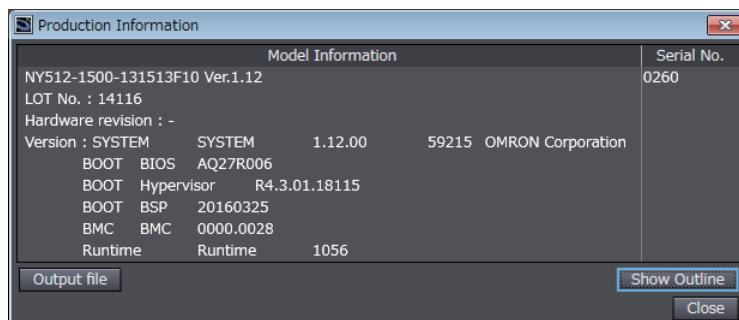 Production Information
Model Information Serial No.
NY512-1500-131513F10 Ver.1.12 0260
LOT No. : 14116
Hardware revision : -
Version : SYSTEM SYSTEM 1.12.00 59215 OMRON Corporation
BOOT BIOS AQ27R006
BOOT Hypervisor R4.3.01.18115
BOOT BSP 20160325
BMC BMC 0000.0028
Runtime Runtime 1056
Output file Show Outline
Close